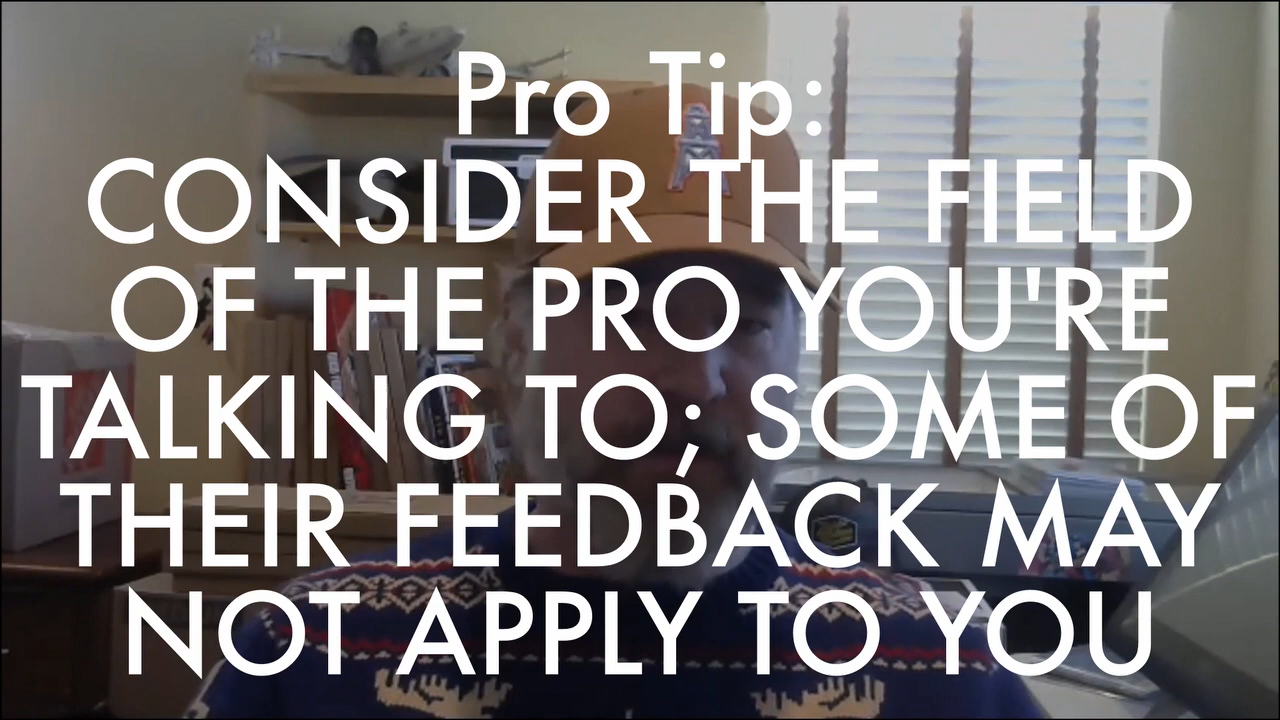 Pro Tip:
CONSIDER THE FIELD
OF THE PRO YOU'RE
TALKING TO; SOME OF
THEIR FEEDBACK MAY
NOT APPLY TO YOU